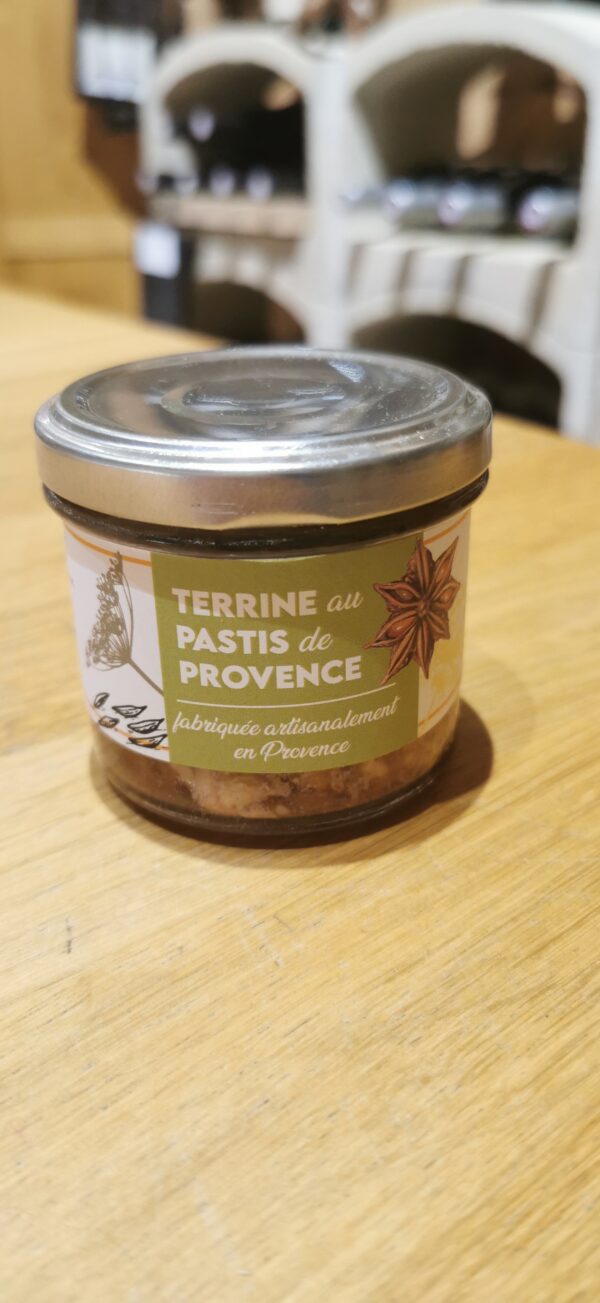 TERRINE au
PASTIS de
PROVENCE
fabriquée artisanalement
en Provence